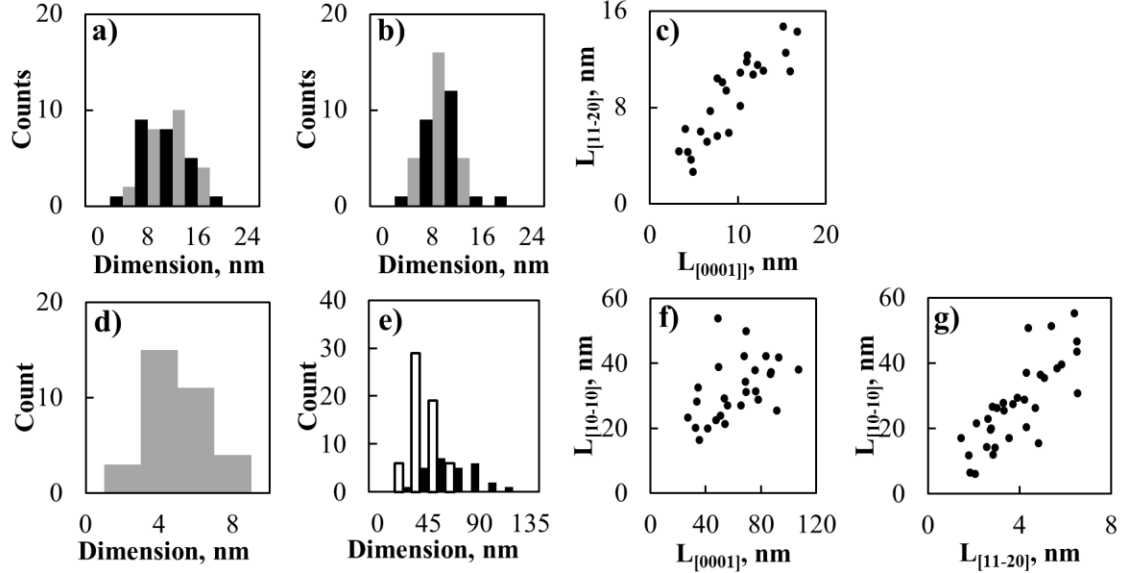 a)
20
10
0
Counts
0 8 16 24
Dimension, nm
b)
20
10
0
Counts
0 8 16 24
Dimension, nm
c)
16
8
0
L[11-20], nm
0 10 20
L[0001]], nm
d)
20
10
0
Count
0 4 8
Dimension, nm
e)
40
30
20
10
0
Count
0 45 90 135
Dimension, nm
f)
60
40
20
0
L[10-10], nm
0 40 80 120
L[0001], nm
g)
60
40
20
0
L[10-10], nm
0 4 8
L[11-20], nm